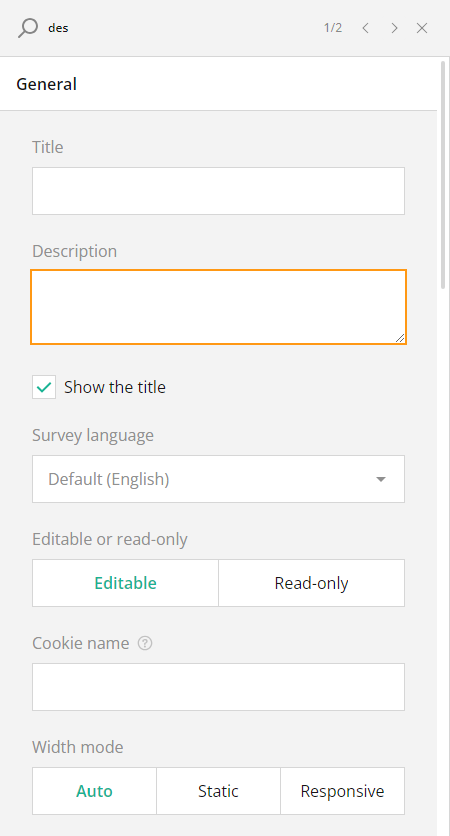 des 1/2
General
Title
Description
Show the title
Survey language
Default (English)
Editable or read-only
Editable Read-only
Cookie name ?
Width mode
Auto Static Responsive